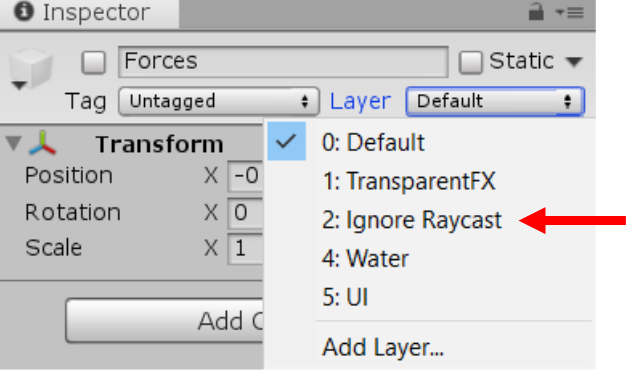 Inspector
Forces
Static
Tag Untagged Layer Default
Transform
0: Default
1: TransparentFX
2: Ignore Raycast
4: Water
5: UI
Add Layer...
Position X -0
Rotation X 0
Scale X 1
Add